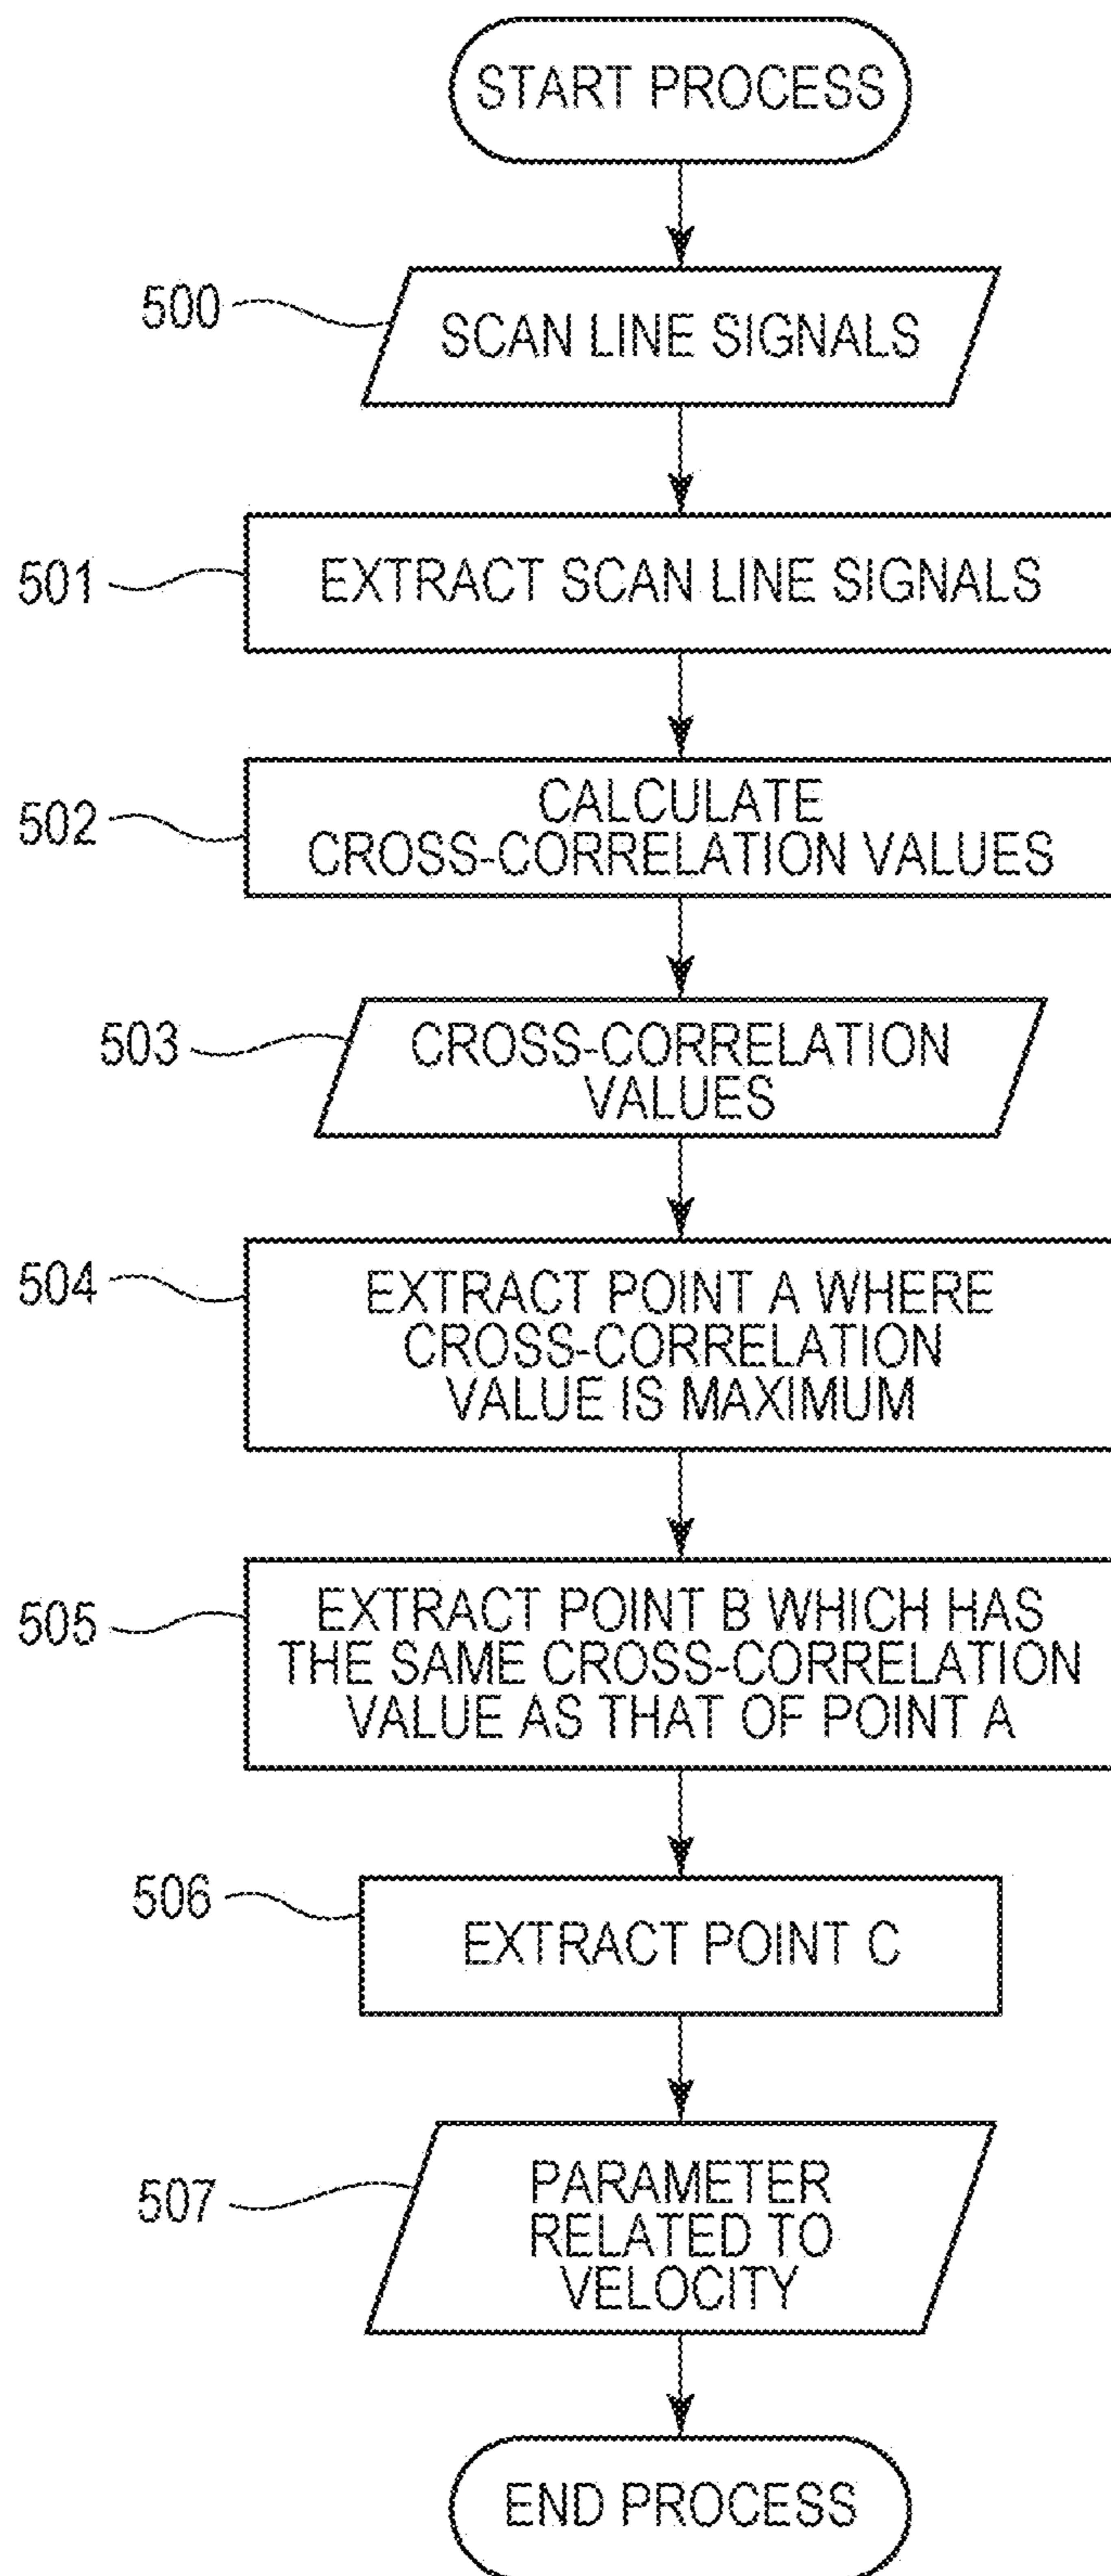 START PROCESS
500
SCAN LINE SIGNALS
501
EXTRACT SCAN LINE SIGNALS
502
CALCULATE
CROSS-CORRELATION VALUES
503
CROSS-CORRELATION
VALUES
504
EXTRACT POINT A WHERE
CROSS-CORRELATION
VALUE IS MAXIMUM
505
EXTRACT POINT B WHICH HAS
THE SAME CROSS-CORRELATION
VALUE AS THAT OF POINT A
506
EXTRACT POINT C
507
PARAMETER
RELATED TO
VELOCITY
END PROCESS